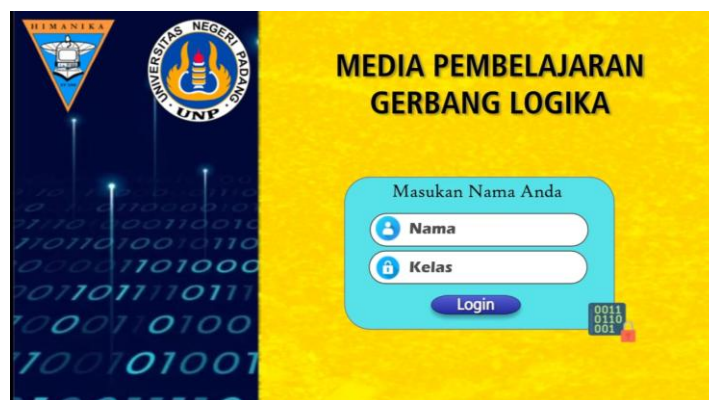 HIMANIKA
UNIVERSITAS NEGERI PADANG
UNP
MEDIA PEMBELAJARAN
GERBANG LOGIKA
Masukan Nama Anda
Nama
Kelas
Login
0011
0110
001